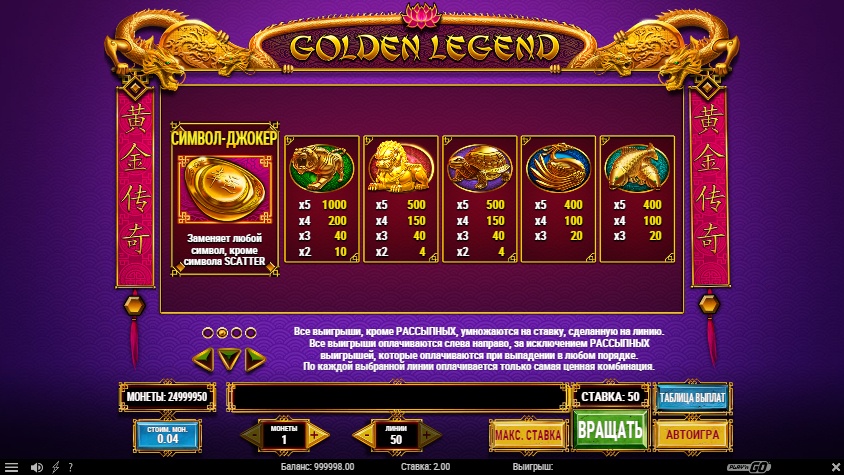 GOLDEN LEGEND
黄金传奇
黄金传奇
СИМВОЛ-ДЖОКЕР
Заменяет любой
символ, кроме
символа SCATTER
x5 1000
x4 200
x3 40
x2 10
x5 500
x4 150
x3 40
x2 4
x5 500
x4 150
x3 40
x2 4
x5 400
x4 100
x3 20
x5 400
x4 100
x3 20
Все выигрыши, кроме РАССЫПНЫХ, умножаются на ставку, сделанную на линию.
Все выигрыши оплачиваются слева направо, за исключением РАССЫПНЫХ
выигрышей, которые оплачиваются при выпадении в любом порядке.
По каждой выбранной линии оплачивается только самая ценная комбинация.
МОНЕТЫ: 24999950
СТАВКА: 50
ТАБЛИЦА ВЫПЛАТ
СТОИМ. МОН.
0.04
МОНЕТЫ
- 1 +
ЛИНИИ
- 50 +
МАКС. СТАВКА
ВРАЩАТЬ
АВТОИГРА
? Баланс: 999998.00 Ставка: 2.00 Выигрыш: PLAY'N GO